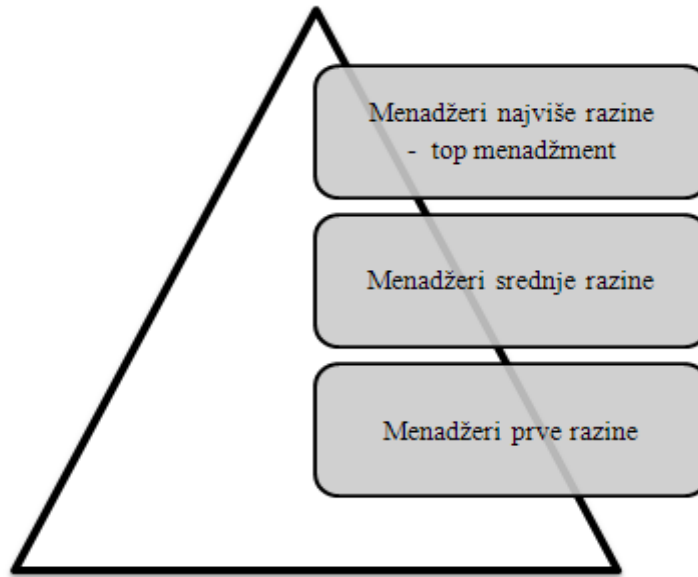 Menadžeri najviše razine
- top menadžment
Menadžeri srednje razine
Menadžeri prve razine